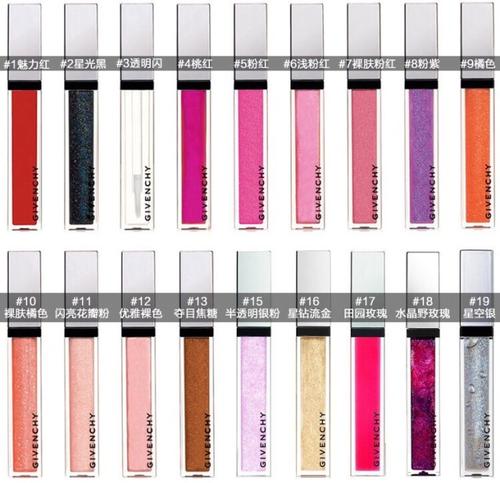 #1魅力红
#2星光黑
#3透明闪
#4桃红
#5粉红
#6浅粉红
#7裸肤粉红
#8粉紫
#9橘色
GIVENCHY
GIVENCHY
GIVENCHY
GIVENCHY
GIVENCHY
GIVENCHY
GIVENCHY
GIVENCHY
GIVENCHY
#10
裸肤橘色
#11
闪亮花瓣粉
#12
优雅裸色
#13
夺目焦糖
#15
半透明银粉
#16
星钻流金
#17
田园玫瑰
#18
水晶野玫瑰
#19
星空银
GIVENCHY
GIVENCHY
GIVENCHY
GIVENCHY
GIVENCHY
GIVENCHY
GIVENCHY
GIVENCHY
GIVENCHY